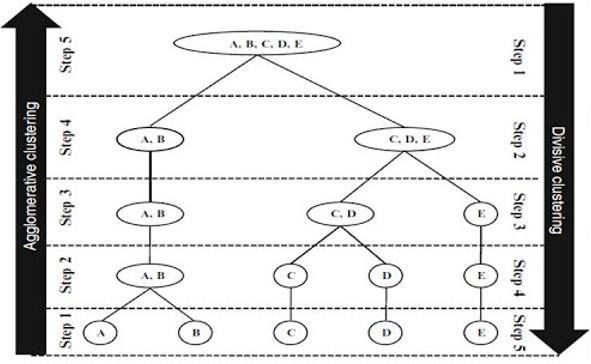 Agglomerative clustering
Divisive clustering
Step 5
A, B, C, D, E
Step 1
Step 4
A, B
C, D, E
Step 2
Step 3
A, B
C, D
E
Step 3
Step 2
A, B
C
D
E
Step 4
Step 1
A
B
C
D
E
Step 5